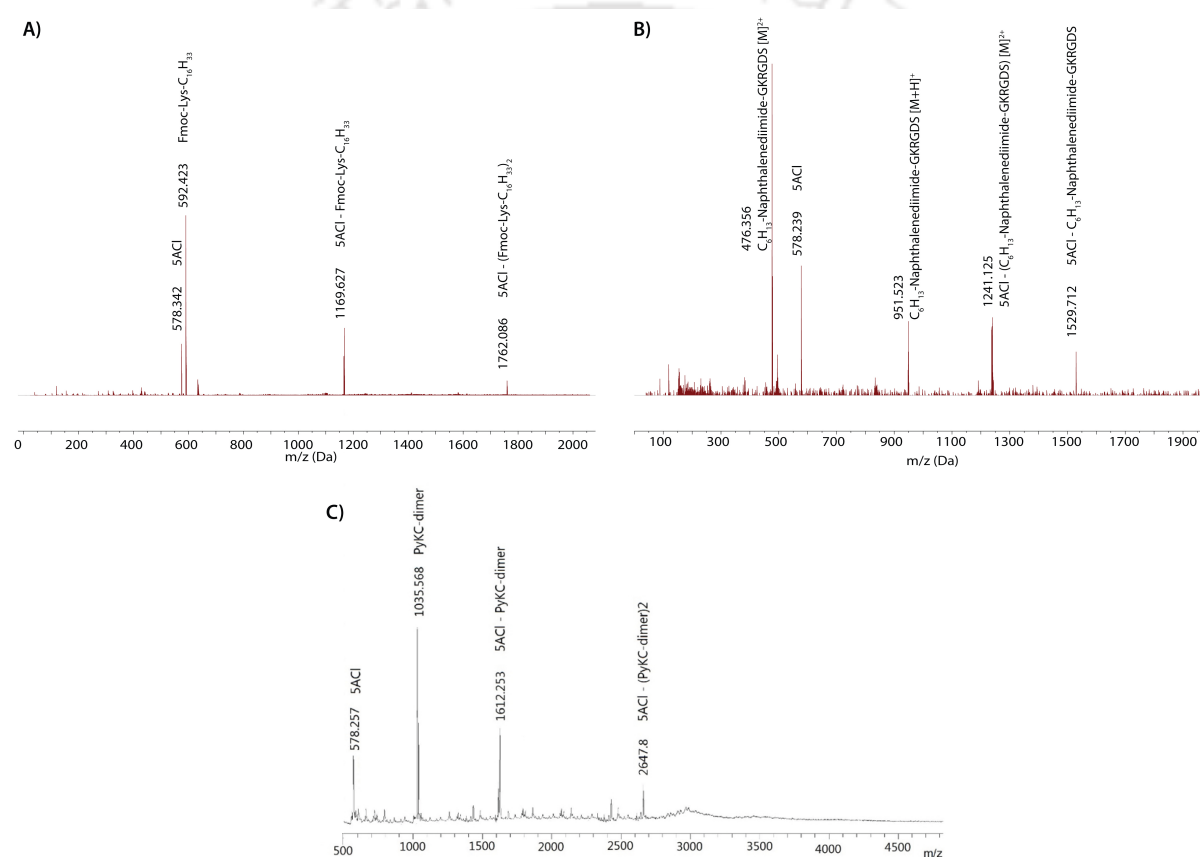 A)
578.342 5ACl
592.423 Fmoc-Lys-C₁₆H₃₃
1169.627 5ACl - Fmoc-Lys-C₁₆H₃₃
1762.086 5ACl - (Fmoc-Lys-C₁₆H₃₃)₂
0 200 400 600 800 1000 1200 1400 1600 1800 2000
m/z (Da)
B)
476.356
C₆H₁₃-Naphthalenediimide-GKRGDS [M]²⁺
578.239 5ACl
951.523
C₆H₁₃-Naphthalenediimide-GKRGDS [M+H]⁺
1241.125
5ACl - (C₆H₁₃-Naphthalenediimide-GKRGDS) [M]²⁺
1529.712 5ACl - C₆H₁₃-Naphthalenediimide-GKRGDS
100 300 500 700 900 1100 1300 1500 1700 1900
m/z (Da)
C)
578.257 5ACl
1035.568 PyKC-dimer
1612.253 5ACl - PyKC-dimer
2647.8 5ACl - (PyKC-dimer)2
500 1000 1500 2000 2500 3000 3500 4000 4500
m/z